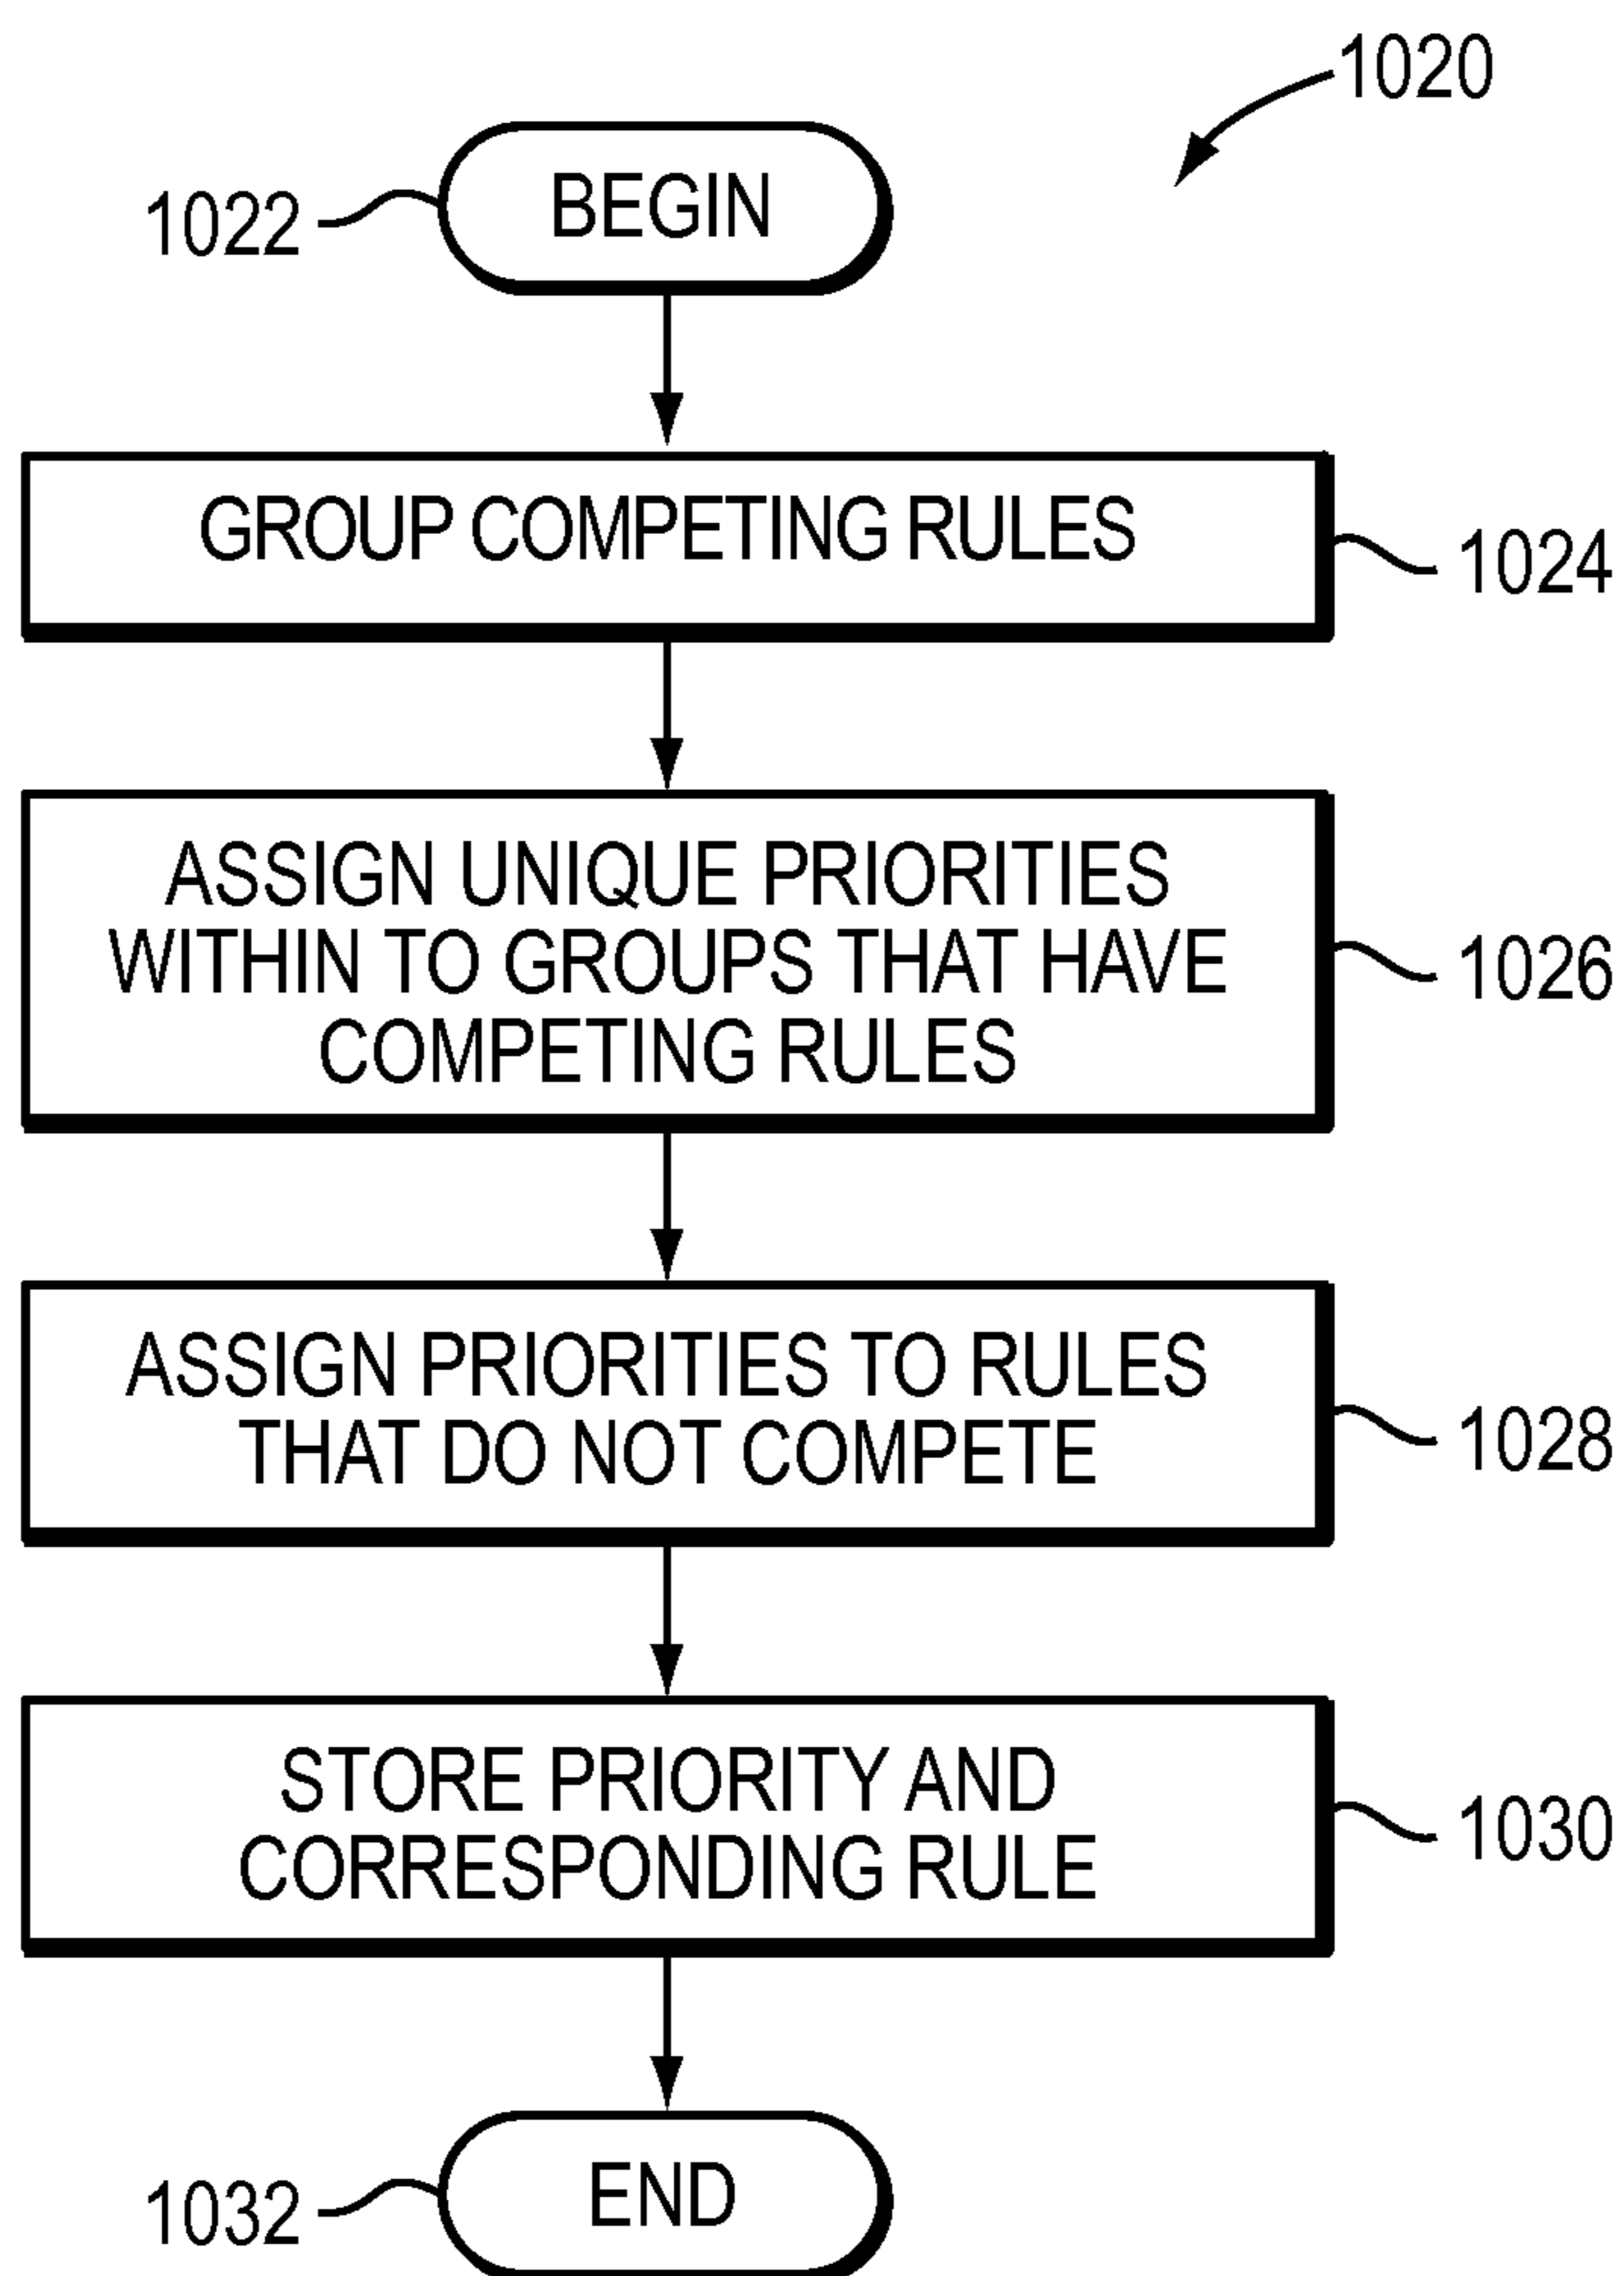 1020
1022
BEGIN
GROUP COMPETING RULES
1024
ASSIGN UNIQUE PRIORITIES
WITHIN TO GROUPS THAT HAVE
COMPETING RULES
1026
ASSIGN PRIORITIES TO RULES
THAT DO NOT COMPETE
1028
STORE PRIORITY AND
CORRESPONDING RULE
1030
1032
END